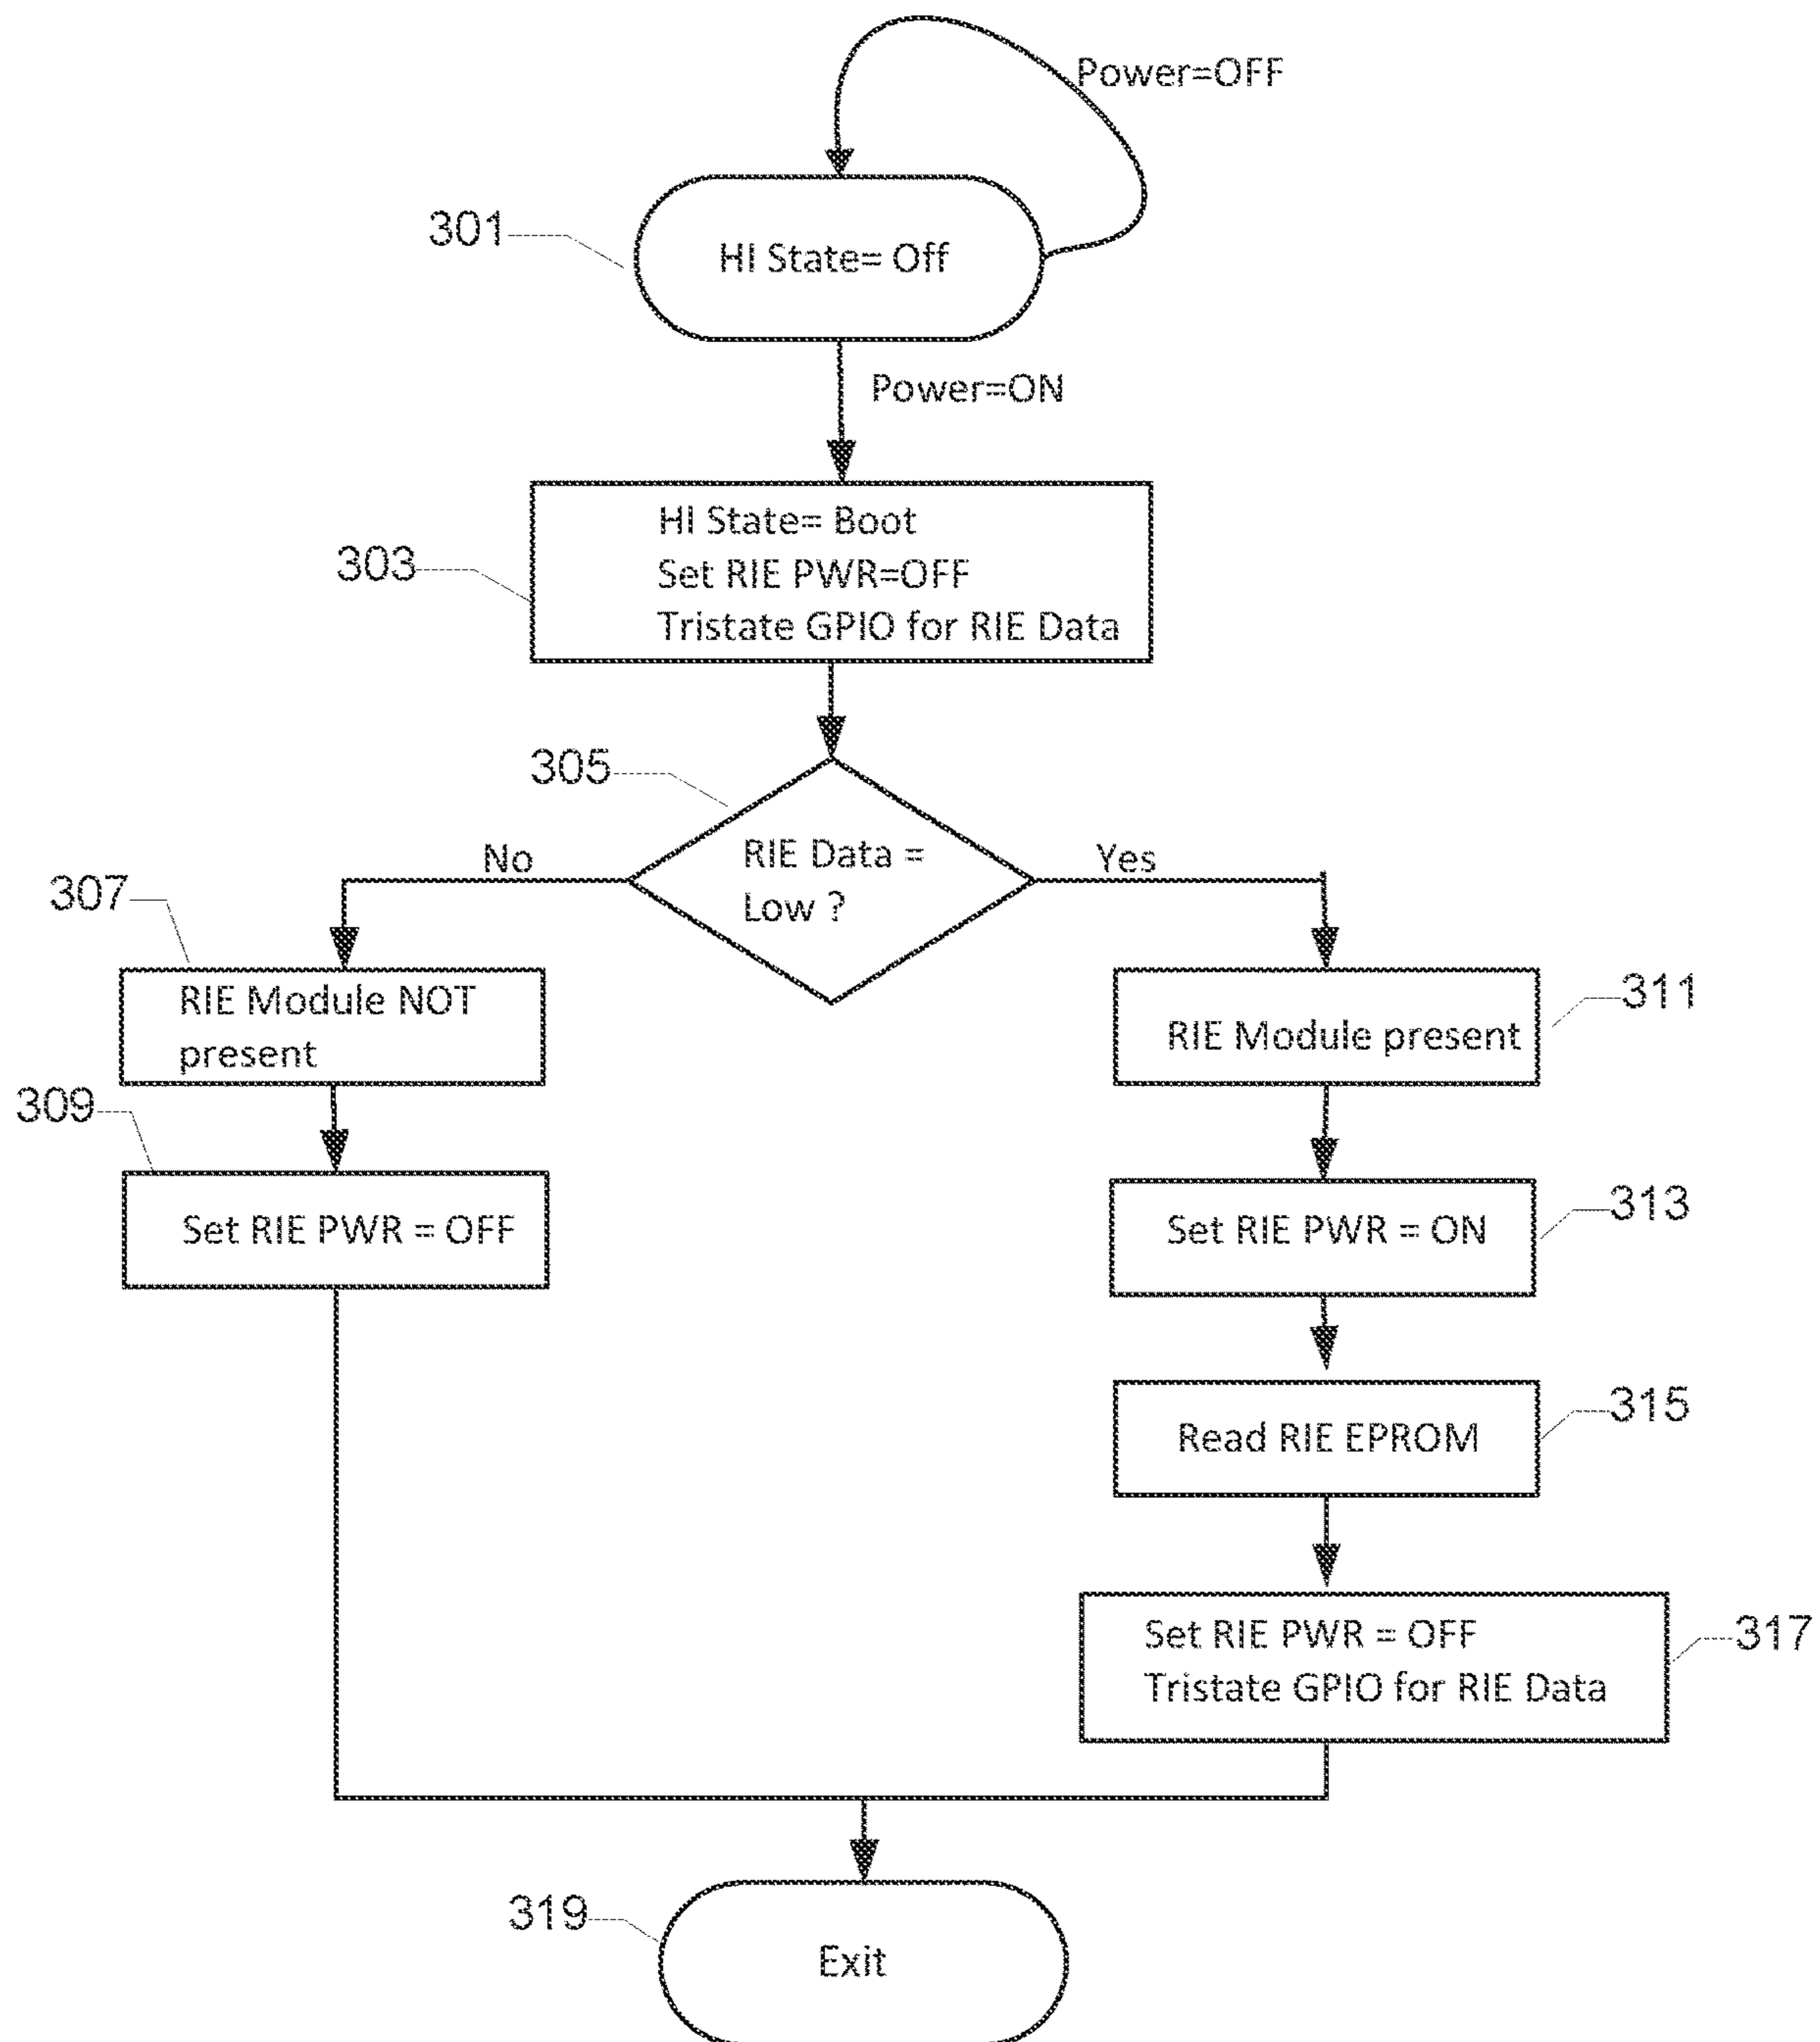 Power=OFF
301
HI State= Off
Power=ON
303
HI State= Boot
Set RIE PWR=OFF
Tristate GPIO for RIE Data
305
RIE Data =
Low ?
No
Yes
307
RIE Module NOT
present
311
RIE Module present
309
Set RIE PWR = OFF
313
Set RIE PWR = ON
315
Read RIE EPROM
317
Set RIE PWR = OFF
Tristate GPIO for RIE Data
319
Exit